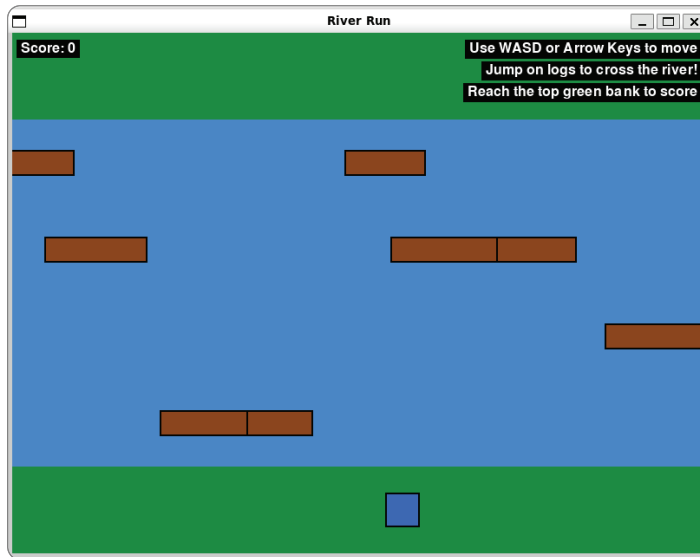 River Run
Score: 0
Use WASD or Arrow Keys to move
Jump on logs to cross the river!
Reach the top green bank to score